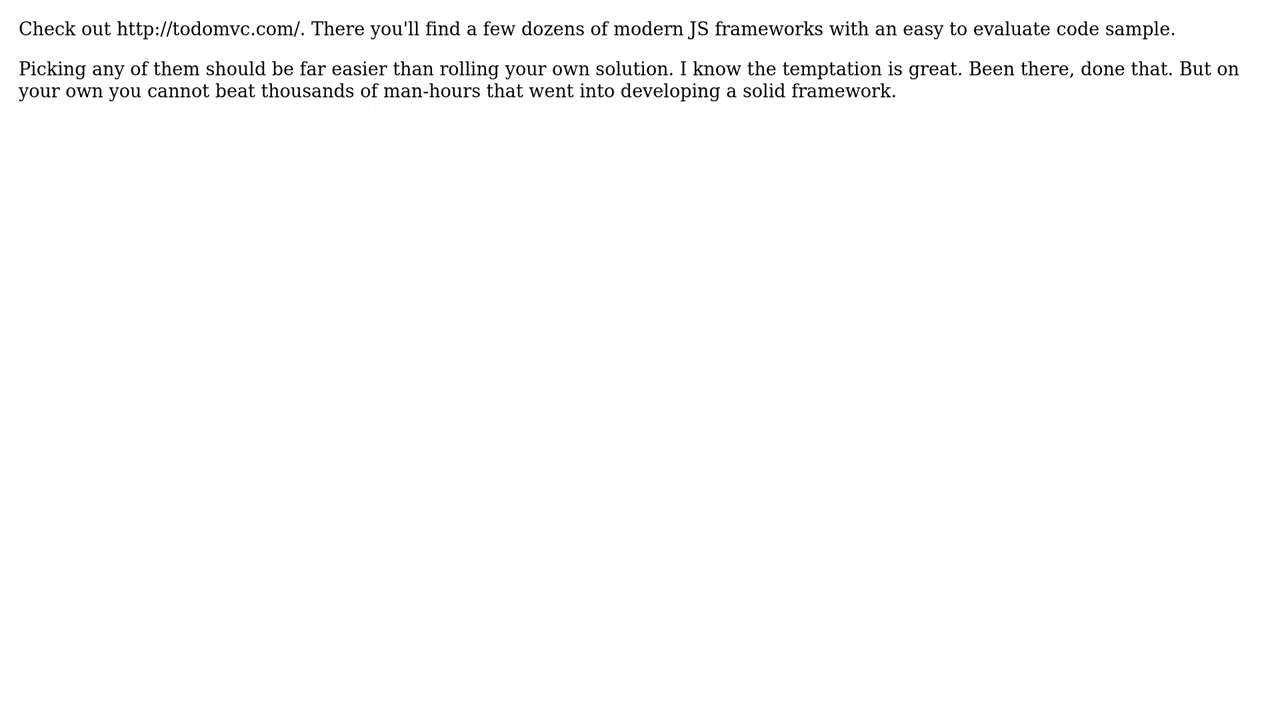 Check out http://todomvc.com/. There you'll find a few dozens of modern JS frameworks with an easy to evaluate code sample.
Picking any of them should be far easier than rolling your own solution. I know the temptation is great. Been there, done that. But on
your own you cannot beat thousands of man-hours that went into developing a solid framework.